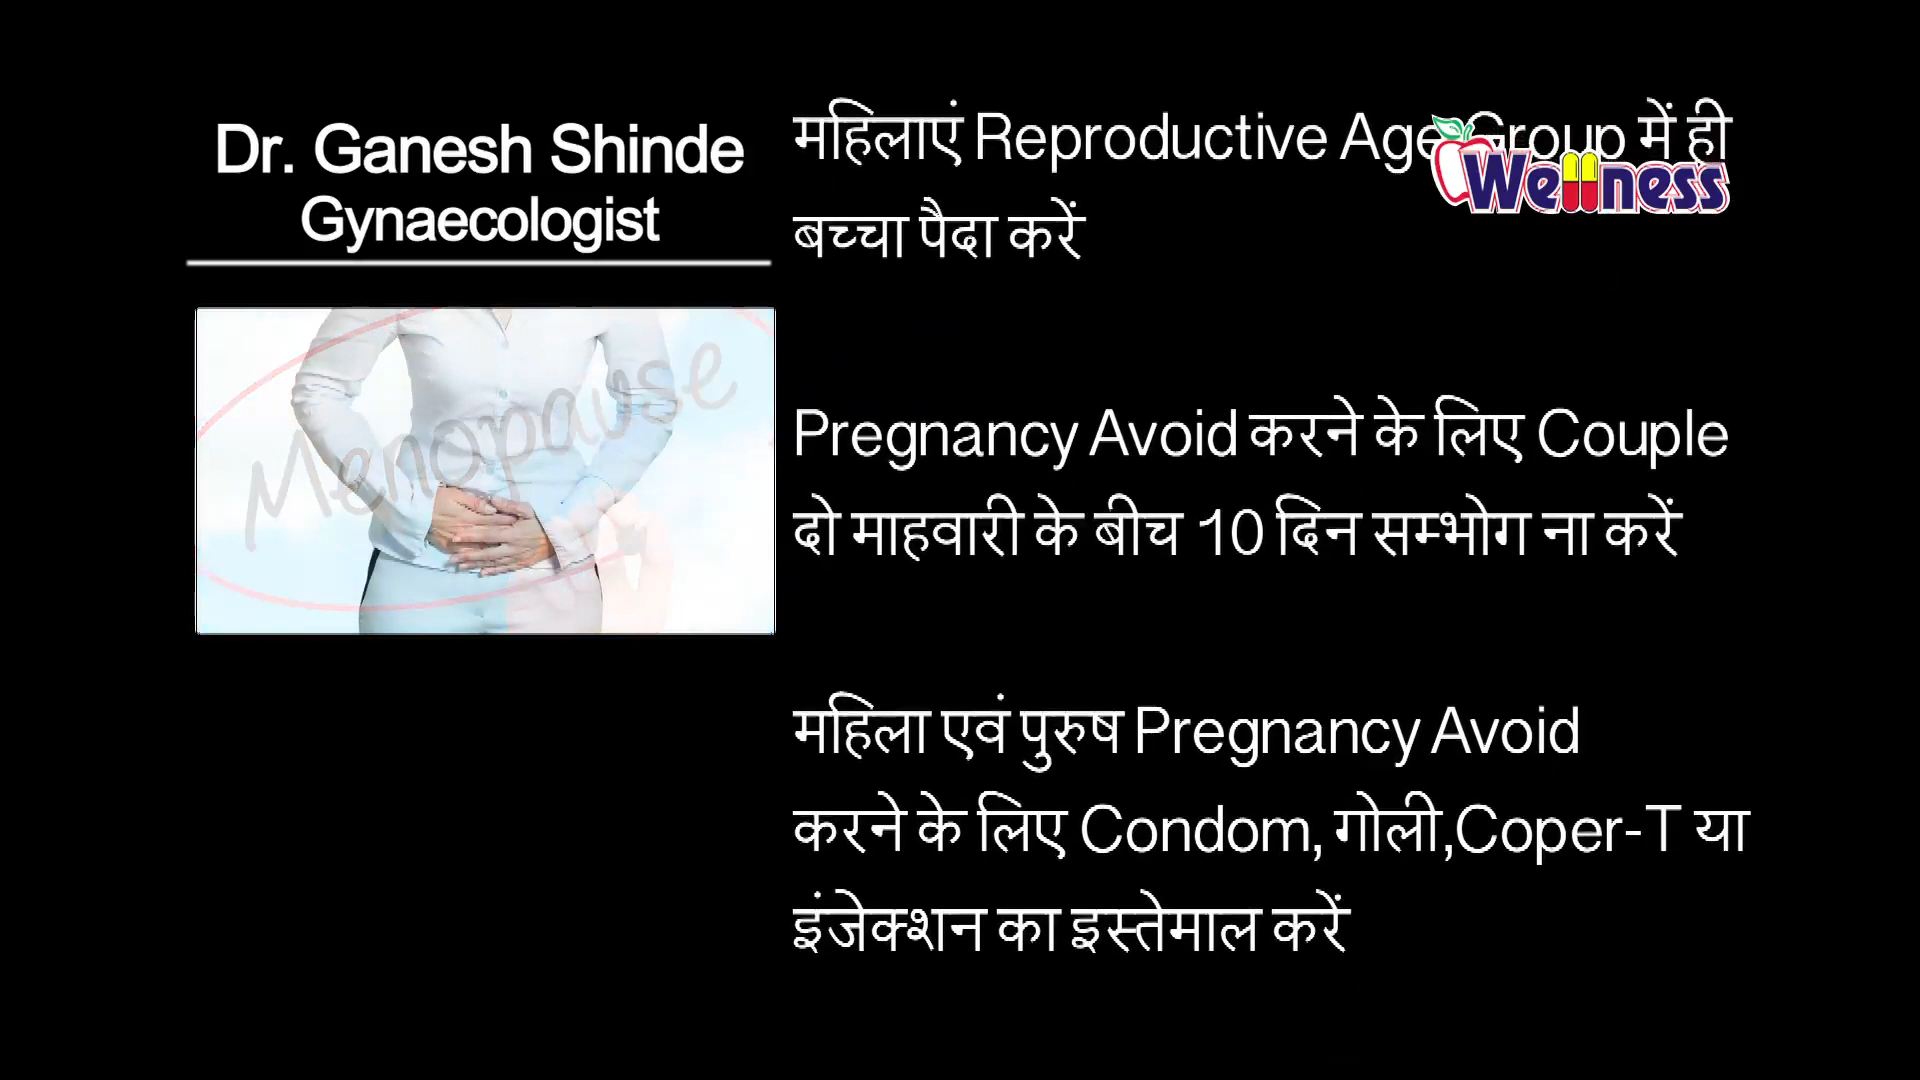 Dr. Ganesh Shinde
Gynaecologist
Menopause
महिलाएं Reproductive Age Group में ही
बच्चा पैदा करें
Wellness
Pregnancy Avoid करने के लिए Couple
दो माहवारी के बीच 10 दिन सम्भोग ना करें
महिला एवं पुरुष Pregnancy Avoid
करने के लिए Condom, गोली,Coper-T या
इंजेक्शन का इस्तेमाल करें